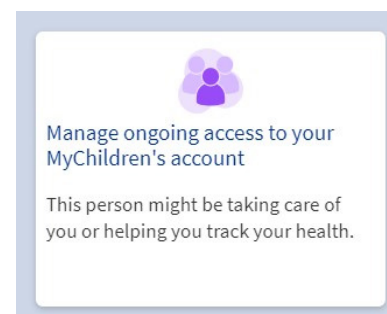 Manage ongoing access to your
MyChildren's account
This person might be taking care of
you or helping you track your health.